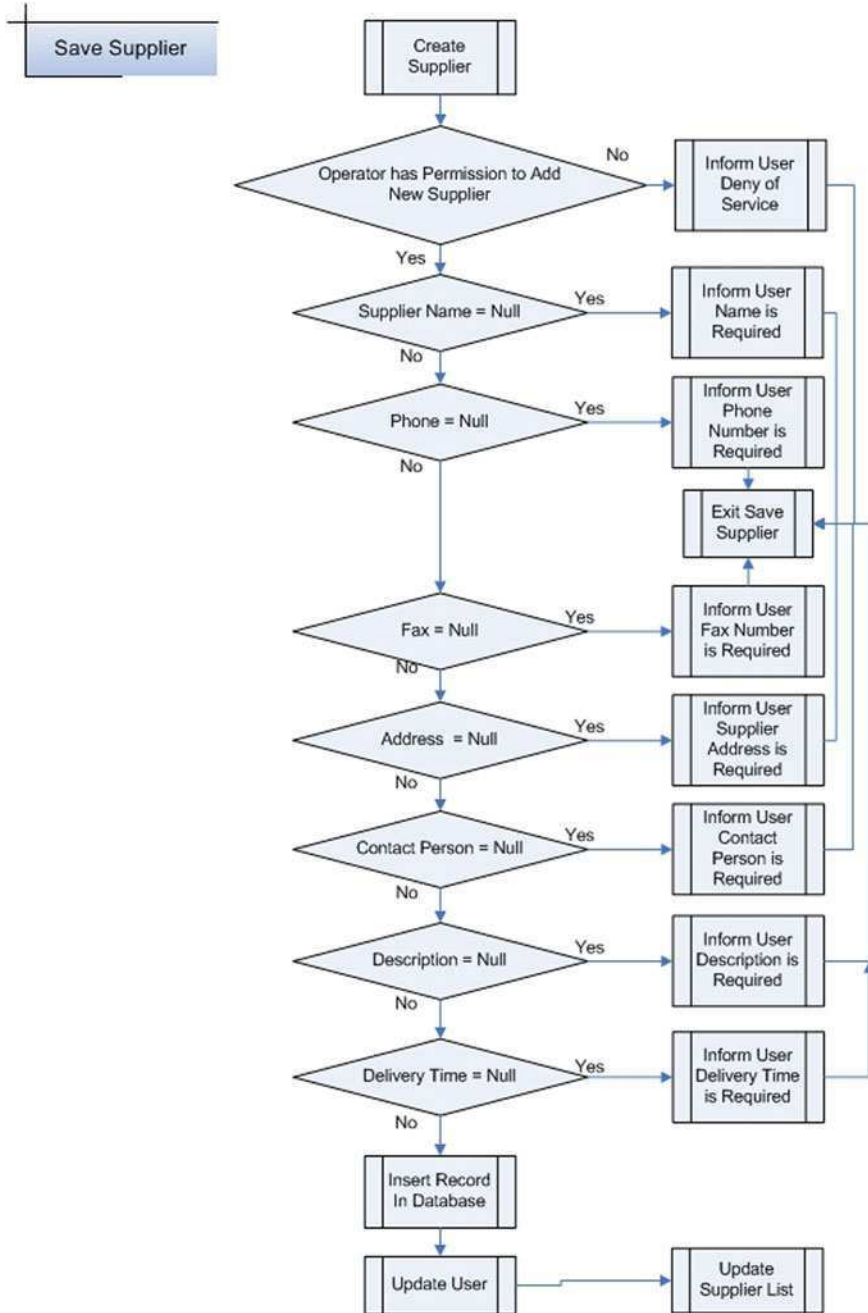 Save Supplier
Create
Supplier
Operator has Permission to Add
New Supplier
No
Inform User
Deny of
Service
Yes
Supplier Name = Null
Yes
Inform User
Name is
Required
No
Phone = Null
Yes
Inform User
Phone
Number is
Required
No
Exit Save
Supplier
Fax = Null
Yes
Inform User
Fax Number
is Required
No
Address = Null
Yes
Inform User
Supplier
Address is
Required
No
Contact Person = Null
Yes
Inform User
Contact
Person is
Required
No
Description = Null
Yes
Inform User
Description is
Required
No
Delivery Time = Null
Yes
Inform User
Delivery Time
is Required
No
Insert Record
In Database
Update User
Update
Supplier List